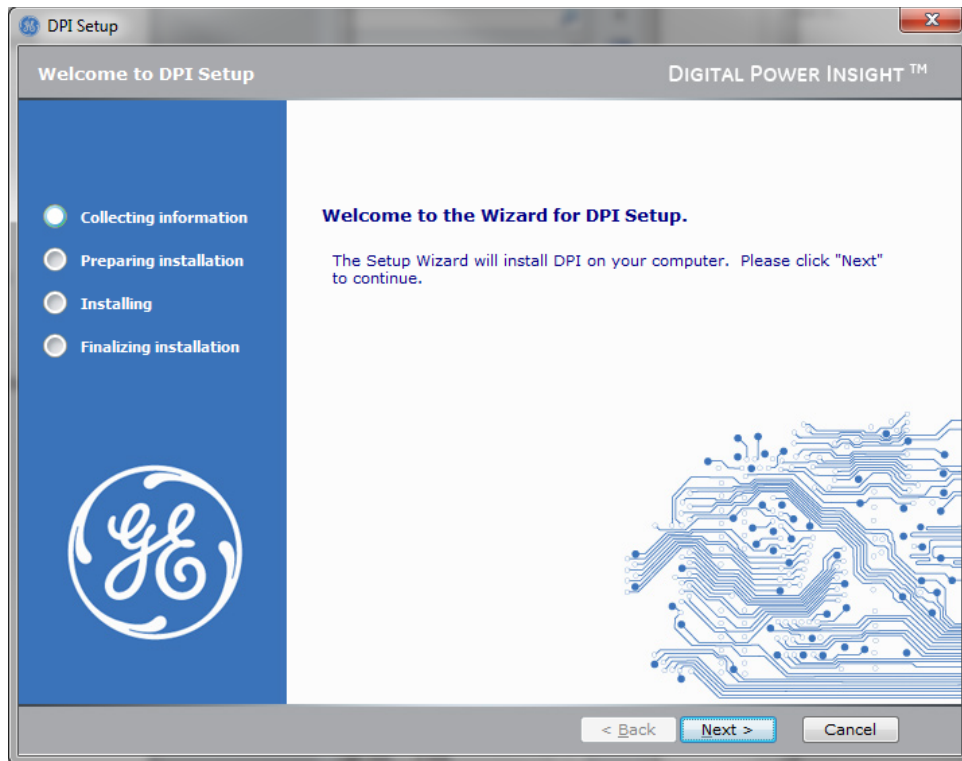 DPI Setup
Welcome to DPI Setup
DIGITAL POWER INSIGHT ™
Collecting information
Preparing installation
Installing
Finalizing installation
Welcome to the Wizard for DPI Setup.
The Setup Wizard will install DPI on your computer.  Please click "Next"
to continue.
GE
< Back
Next >
Cancel